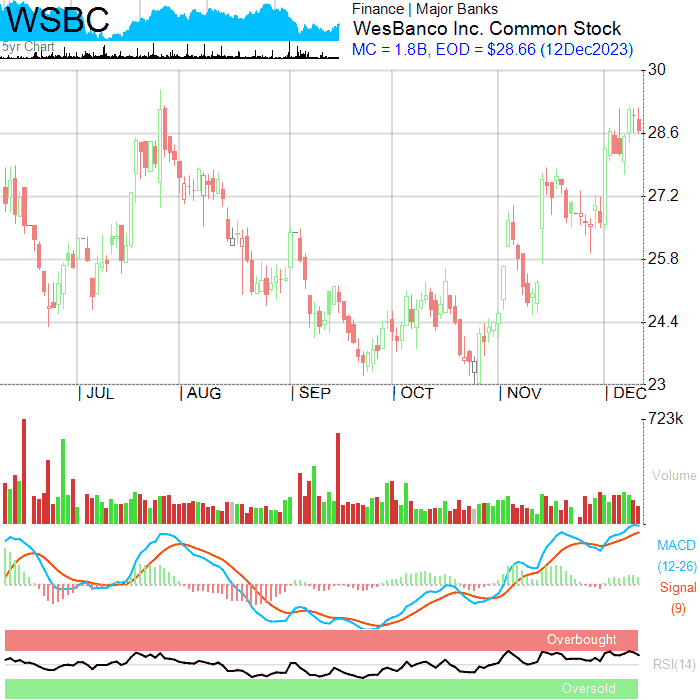 WSBC
5yr Chart
Finance | Major Banks
WesBanco Inc. Common Stock
MC = 1.8B, EOD = $28.66 (12Dec2023)
30
28.6
27.2
25.8
24.4
23
JUL AUG SEP OCT NOV DEC
723k
Volume
MACD
(12-26)
Signal
(9)
Overbought
RSI(14)
Oversold